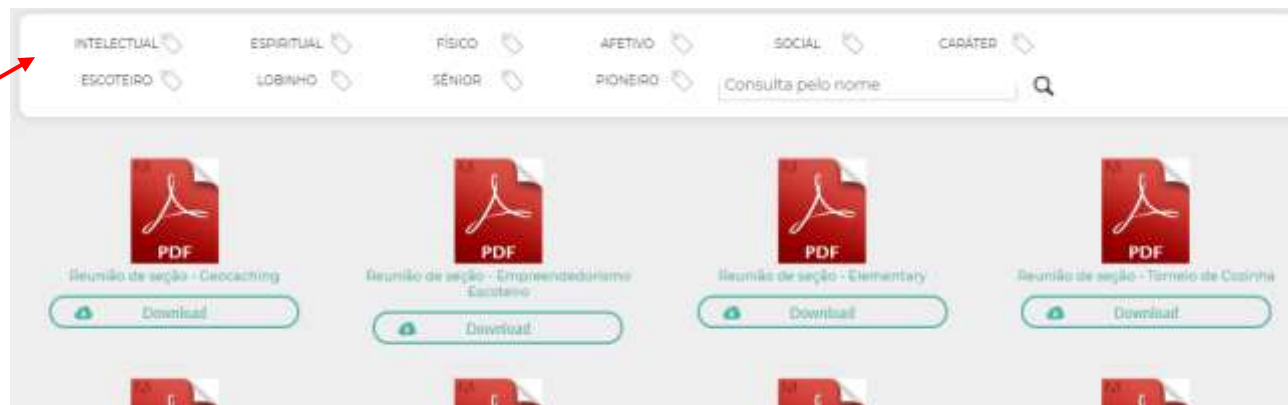 INTELECTUAL ESPIRITUAL FÍSICO AFETIVO SOCIAL CARÁTER
ESCOTEIRO LOBINHO SÊNIOR PIONEIRO Consulta pelo nome
PDF PDF PDF PDF
Reunião de seção - Geocaching Reunião de seção - Empreendedorismo Escoteiro Reunião de seção - Elementary Reunião de seção - Torneio de Cozinha
Download Download Download Download